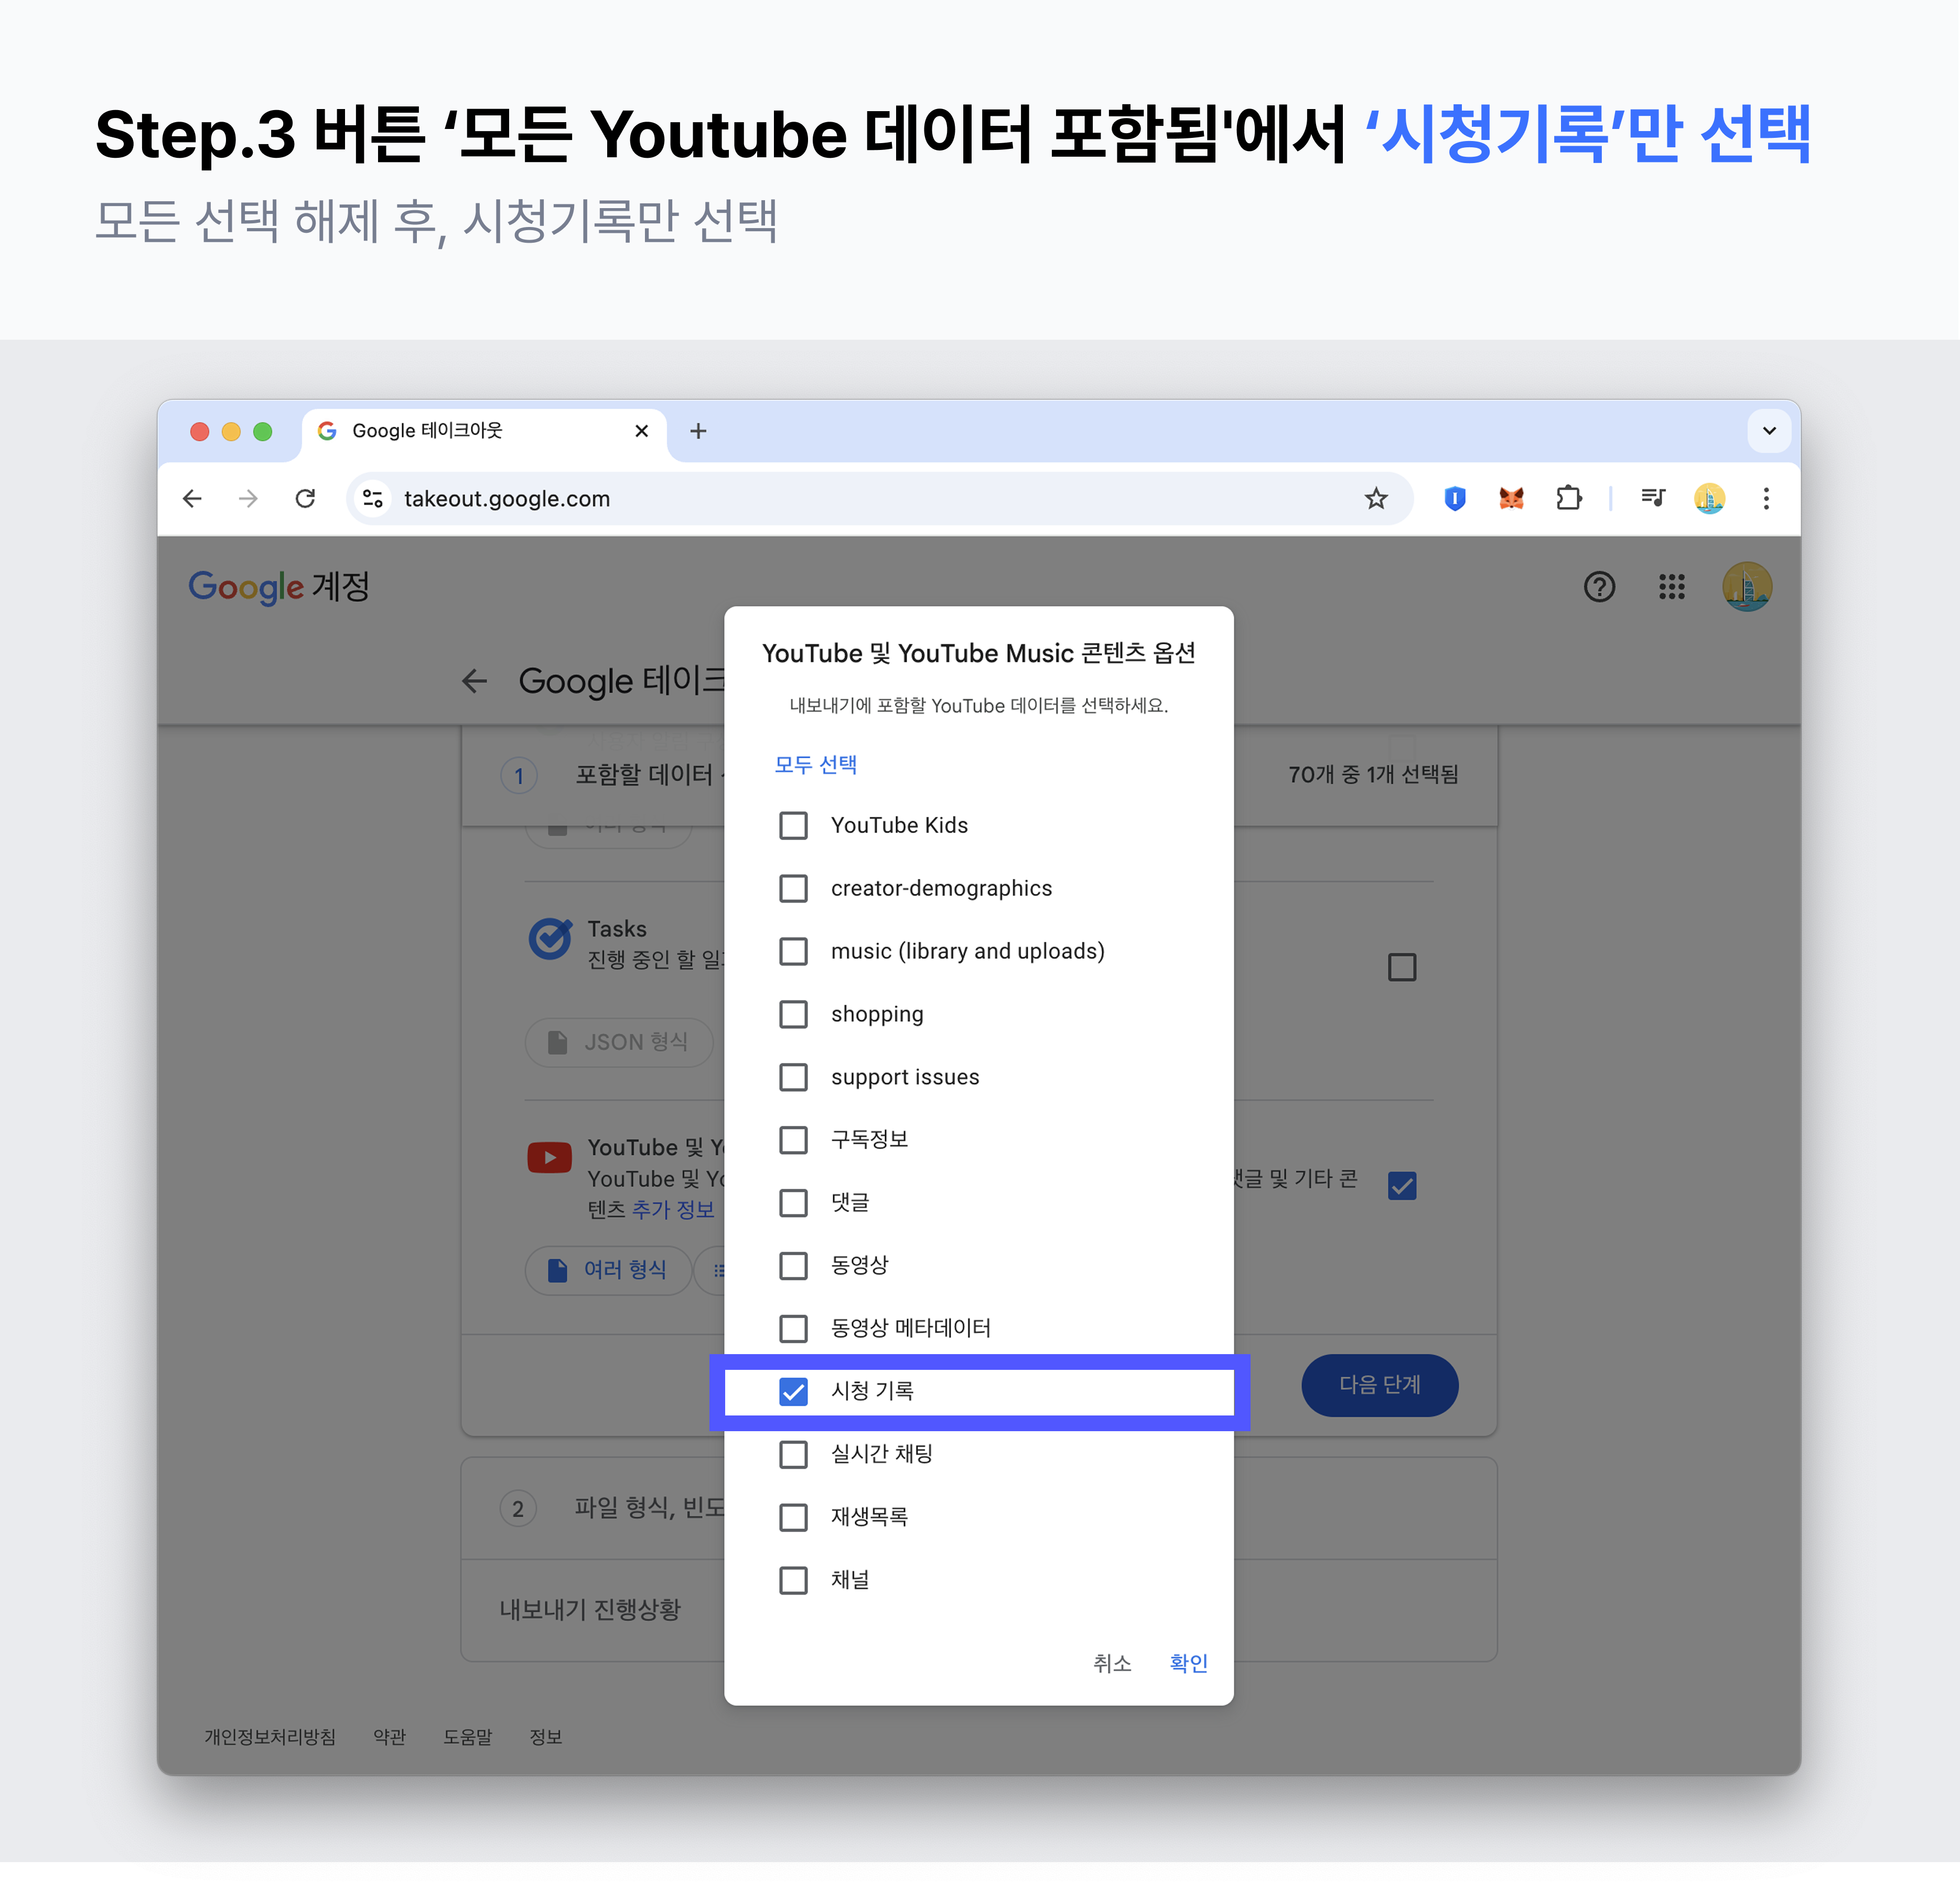 Step.3 버튼 ‘모든 Youtube 데이터 포함됨'에서 ‘시청기록’만 선택
모든 선택 해제 후, 시청기록만 선택
Google 테이크아웃
takeout.google.com
Google 계정
Google 테이크
1 포함할 데이터
70개 중 1개 선택됨
Tasks
진행 중인 할 일
JSON 형식
YouTube 및
YouTube 및
댓글 및 기타 콘
텐츠 추가 정보
여러 형식
다음 단계
2 파일 형식, 빈도
내보내기 진행상황
YouTube 및 YouTube Music 콘텐츠 옵션
내보내기에 포함할 YouTube 데이터를 선택하세요.
모두 선택
YouTube Kids
creator-demographics
music (library and uploads)
shopping
support issues
구독정보
댓글
동영상
동영상 메타데이터
시청 기록
실시간 채팅
재생목록
채널
취소 확인
개인정보처리방침 약관 도움말 정보